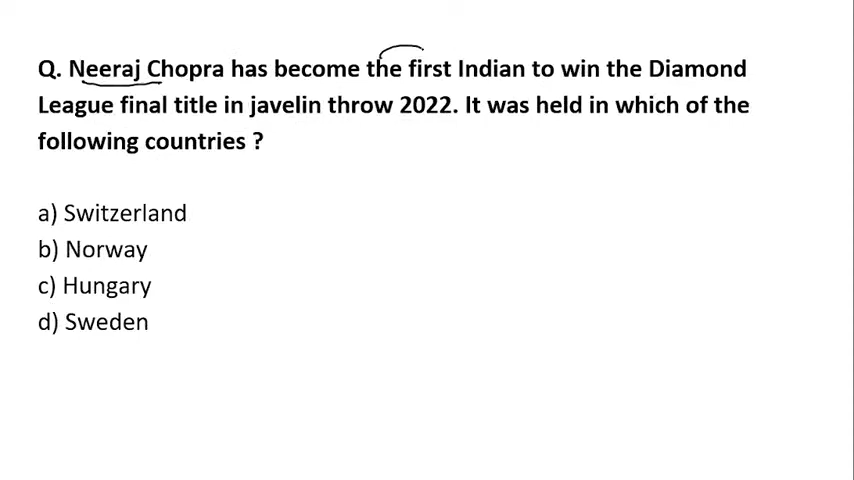 Q. Neeraj Chopra has become the first Indian to win the Diamond
League final title in javelin throw 2022. It was held in which of the
following countries ?
a) Switzerland
b) Norway
c) Hungary
d) Sweden